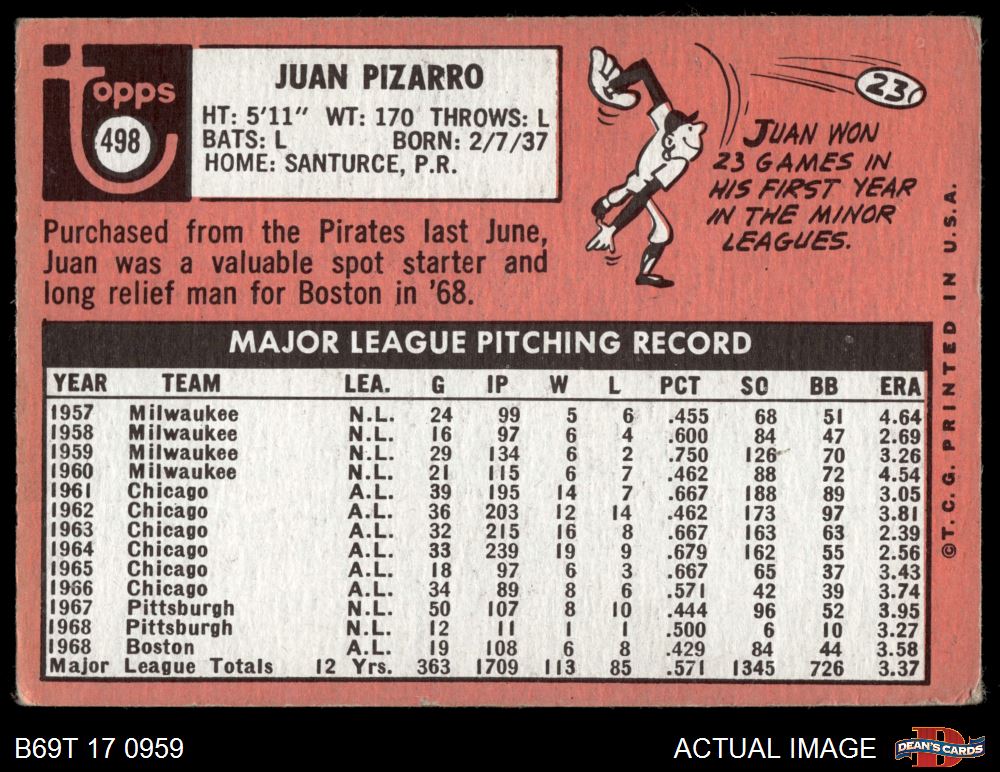 Topps
498
JUAN PIZARRO
HT: 5'11" WT: 170 THROWS: L
BATS: L BORN: 2/7/37
HOME: SANTURCE, P.R.
23
JUAN WON
23 GAMES IN
HIS FIRST YEAR
IN THE MINOR
LEAGUES.
Purchased from the Pirates last June,
Juan was a valuable spot starter and
long relief man for Boston in '68.
MAJOR LEAGUE PITCHING RECORD
YEAR TEAM LEA. G IP W L PCT SO BB ERA
1957 Milwaukee N.L. 24 99 5 6 .455 68 51 4.64
1958 Milwaukee N.L. 16 97 6 4 .600 84 47 2.69
1959 Milwaukee N.L. 29 134 6 2 .750 126 70 3.26
1960 Milwaukee N.L. 21 115 6 7 .462 88 72 4.54
1961 Chicago A.L. 39 195 14 7 .667 188 89 3.05
1962 Chicago A.L. 36 203 12 14 .462 173 97 3.81
1963 Chicago A.L. 32 215 16 8 .667 163 63 2.39
1964 Chicago A.L. 33 239 19 9 .679 162 55 2.56
1965 Chicago A.L. 18 97 6 3 .667 65 37 3.43
1966 Chicago A.L. 34 89 8 6 .571 42 39 3.74
1967 Pittsburgh N.L. 50 107 8 10 .444 96 52 3.95
1968 Pittsburgh N.L. 12 11 1 1 .500 6 10 3.27
1968 Boston A.L. 19 108 6 8 .429 84 44 3.58
Major League Totals 12 Yrs. 363 1709 113 85 .571 1345 726 3.37
©T.C.G. PRINTED IN U.S.A.
B69T 17 0959
ACTUAL IMAGE
D
DEAN'S CARDS